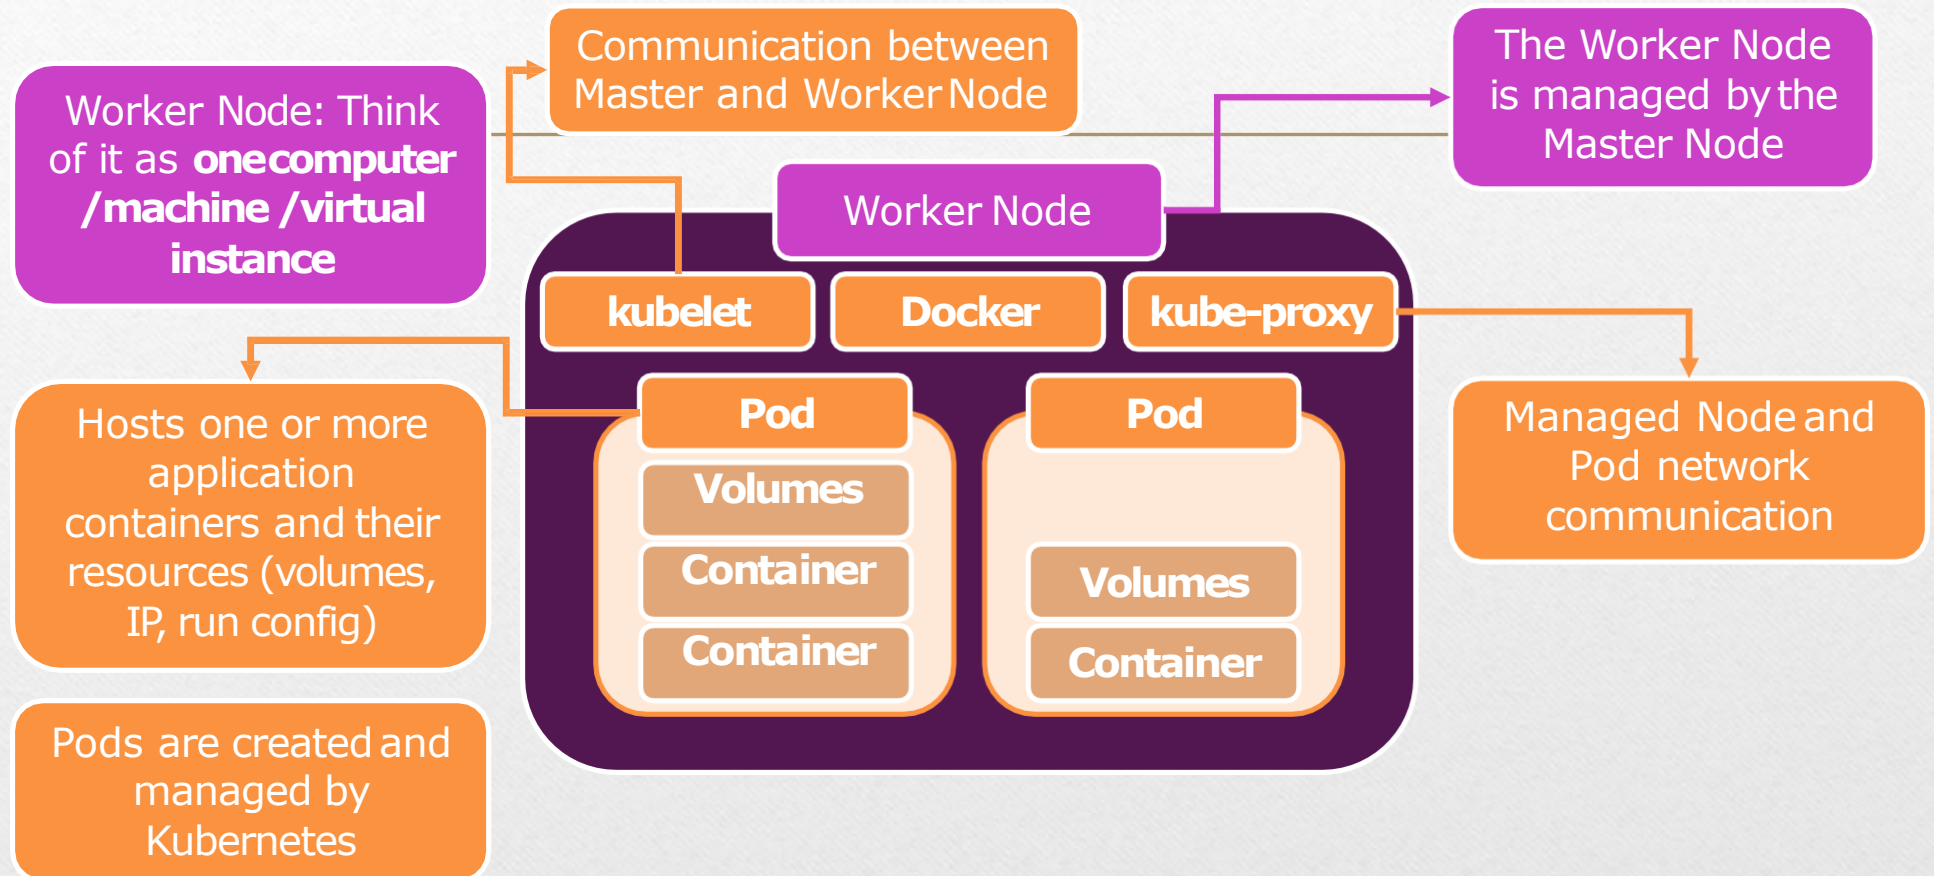 Communication between
Master and Worker Node
The Worker Node
is managed by the
Master Node
Worker Node: Think
of it as one computer
/ machine / virtual
instance
Worker Node
kubelet
Docker
kube-proxy
Pod
Volumes
Container
Container
Pod
Volumes
Container
Hosts one or more
application
containers and their
resources (volumes,
IP, run config)
Managed Node and
Pod network
communication
Pods are created and
managed by
Kubernetes